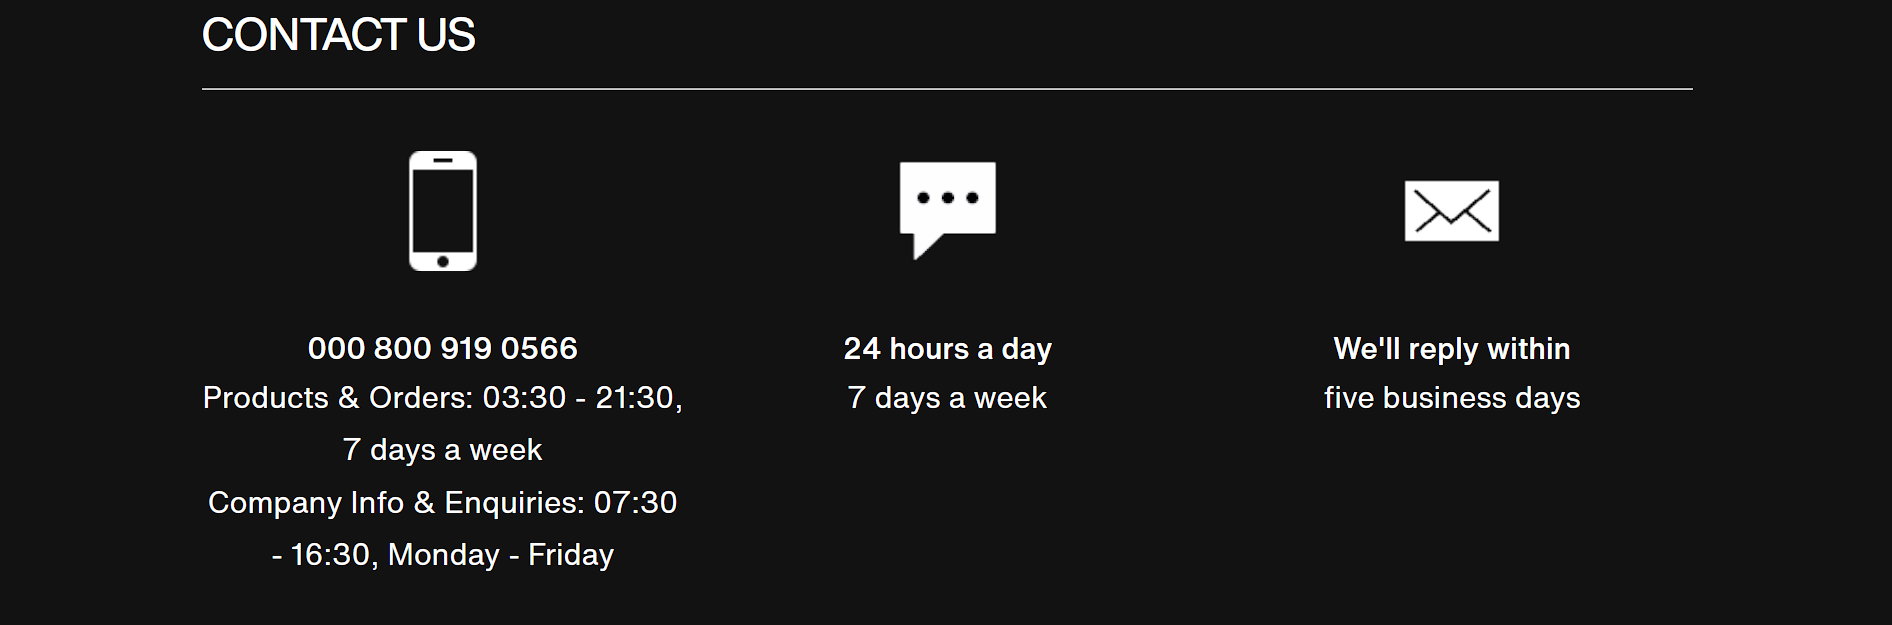 CONTACT US
000 800 919 0566
Products & Orders: 03:30 - 21:30,
7 days a week
Company Info & Enquiries: 07:30
- 16:30, Monday - Friday
24 hours a day
7 days a week
We'll reply within
five business days